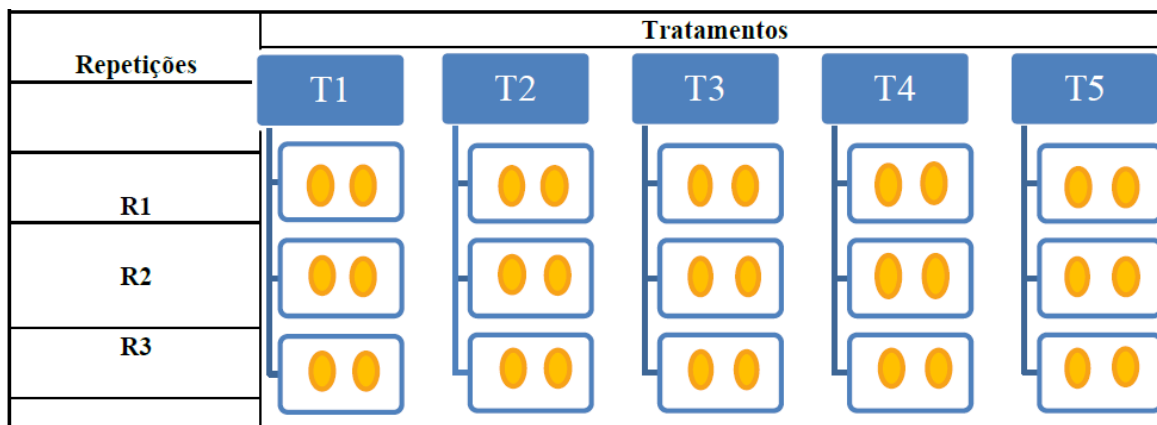 Tratamentos
Repetições
T1 T2 T3 T4 T5
R1
R2
R3